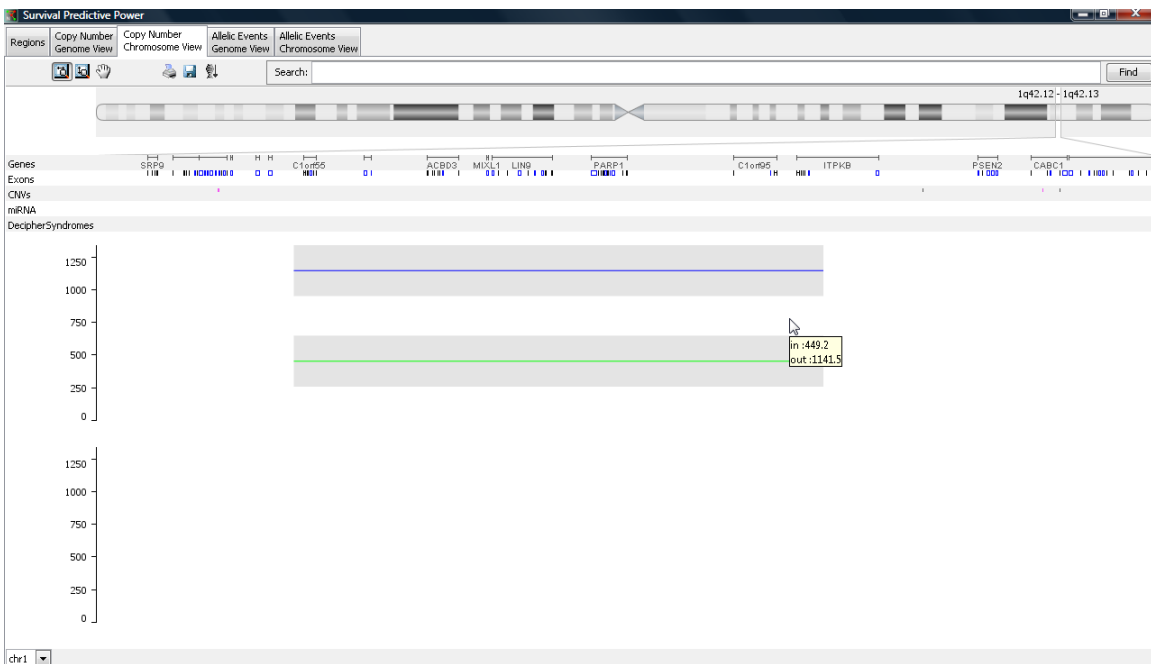 Survival Predictive Power
Regions
Copy Number
Genome View
Copy Number
Chromosome View
Allelic Events
Genome View
Allelic Events
Chromosome View
Search:
Find
1q42.12 - 1q42.13
Genes
SRP9 C1orf55 ACBD3 MIXL1 LIN9 PARP1 C1orf95 ITPKB PSEN2 CABC1
Exons
CNVs
miRNA
DecipherSyndromes
1250
1000
750
500
250
0
in :449.2
out :1141.5
1250
1000
750
500
250
0
chr1